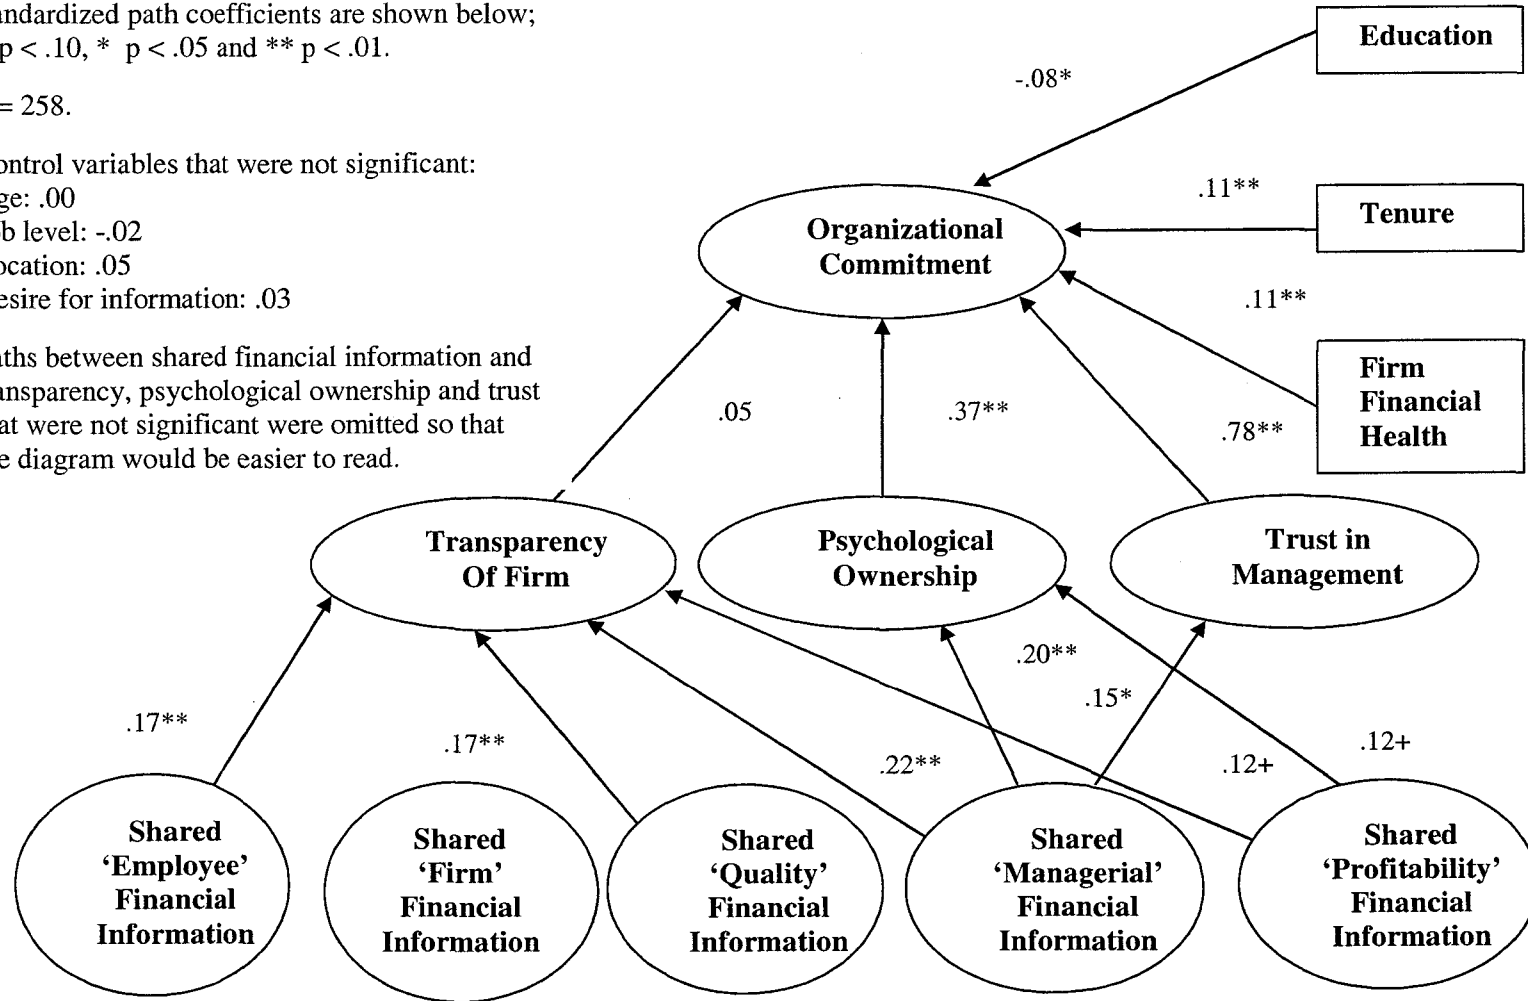 andardized path coefficients are shown below;
p < .10, * p < .05 and ** p < .01.
= 258.
ontrol variables that were not significant:
ge: .00
b level: -.02
ocation: .05
esire for information: .03
aths between shared financial information and
ansparency, psychological ownership and trust
at were not significant were omitted so that
e diagram would be easier to read.
Education
-.08*
.11**
Tenure
Organizational
Commitment
.11**
Firm
Financial
Health
.05
.37**
.78**
Transparency
Of Firm
Psychological
Ownership
Trust in
Management
.20**
.15*
.17**
.17**
.22**
.12+
.12+
Shared
‘Employee’
Financial
Information
Shared
‘Firm’
Financial
Information
Shared
‘Quality’
Financial
Information
Shared
‘Managerial’
Financial
Information
Shared
‘Profitability’
Financial
Information